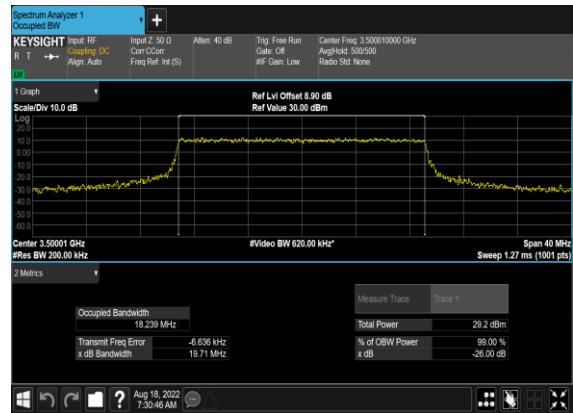 Spectrum Analyzer 1
Occupied BW
+
KEYSIGHT Input: RF Input Z: 50 Ω Atten: 40 dB Trig: Free Run Center Freq: 3.500010000 GHz
R T Coupling: DC Corr CCorr Gate: Off Avg|Hold: 500/500
Align: Auto Freq Ref: Int (S) #IF Gain: Low Radio Std: None
1 Graph
Ref Lvl Offset 8.90 dB
Scale/Div 10.0 dB Ref Value 30.00 dBm
Log
20.0
10.0
0.00
-10.0
-20.0
-30.0
-40.0
-50.0
-60.0
Center 3.50001 GHz #Video BW 620.00 kHz* Span 40 MHz
#Res BW 200.00 kHz Sweep 1.27 ms (1001 pts)
2 Metrics
Measure Trace Trace 1
Occupied Bandwidth
18.239 MHz Total Power 29.2 dBm
Transmit Freq Error -6.636 kHz % of OBW Power 99.00 %
x dB Bandwidth 19.71 MHz x dB -26.00 dB
? Aug 18, 2022
7:30:46 AM